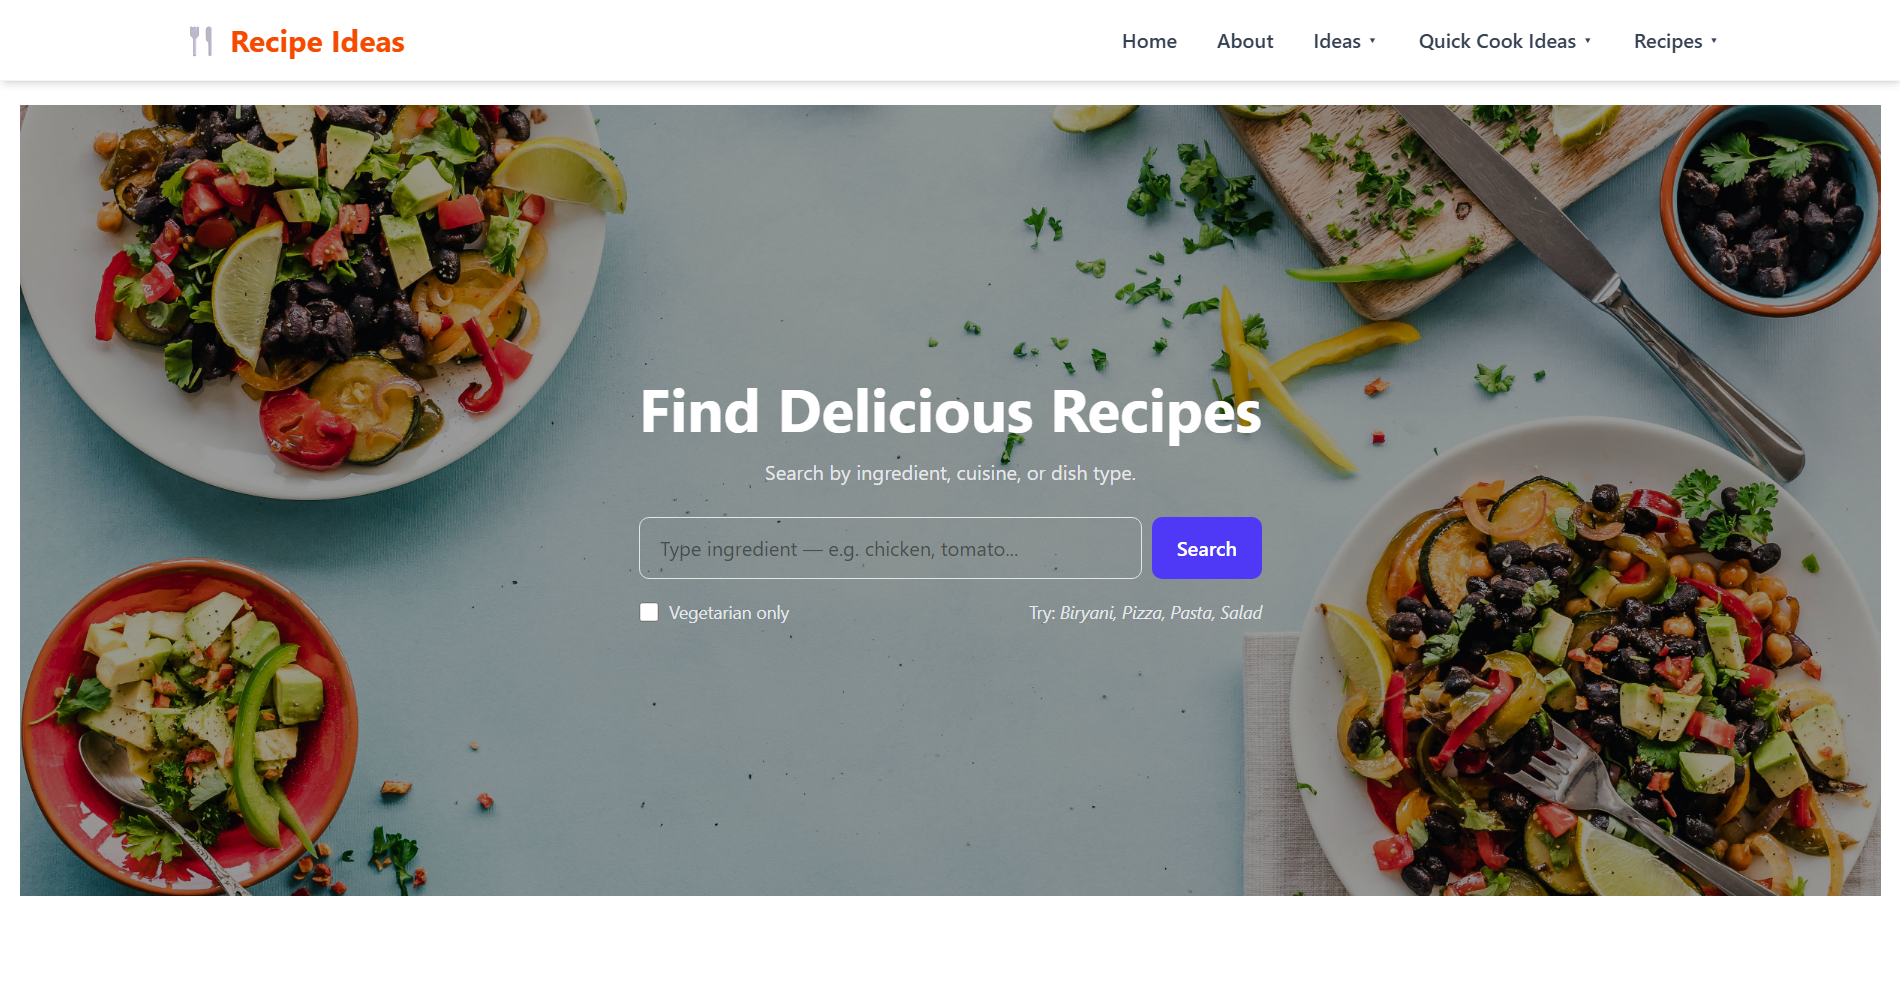 Recipe Ideas
Home About Ideas ▾ Quick Cook Ideas ▾ Recipes ▾
Find Delicious Recipes
Search by ingredient, cuisine, or dish type.
Type ingredient — e.g. chicken, tomato...
Search
Vegetarian only
Try: Biryani, Pizza, Pasta, Salad